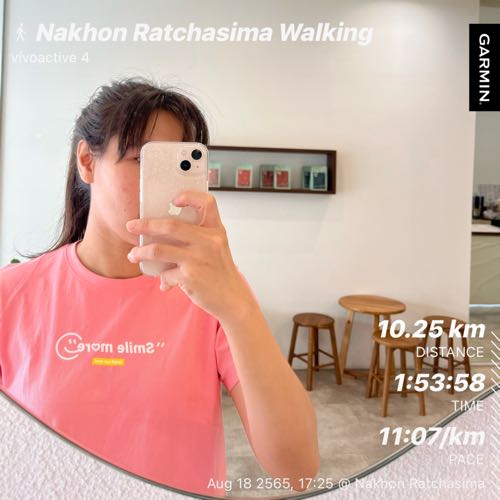 Nakhon Ratchasima Walking
vívoactive 4
GARMIN
"Smile more
10.25 km
DISTANCE
1:53:58
TIME
11:07/km
PACE
Aug 18 2565, 17:25 @ Nakhon Ratchasima